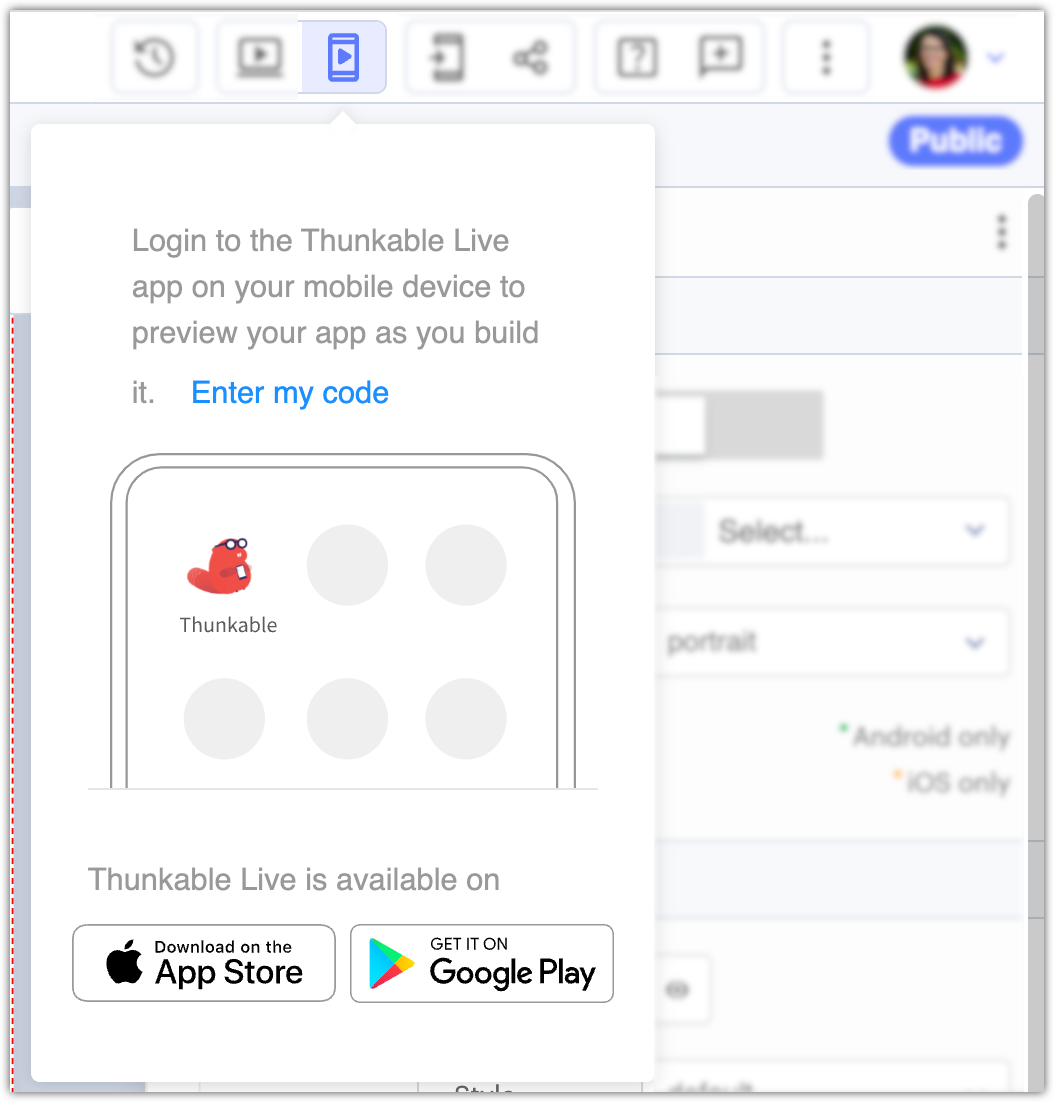 Public
Login to the Thunkable Live
app on your mobile device to
preview your app as you build
it. Enter my code
Thunkable
Select...
portrait
*Android only
*iOS only
Thunkable Live is available on
Download on the
App Store
GET IT ON
Google Play
Style
default